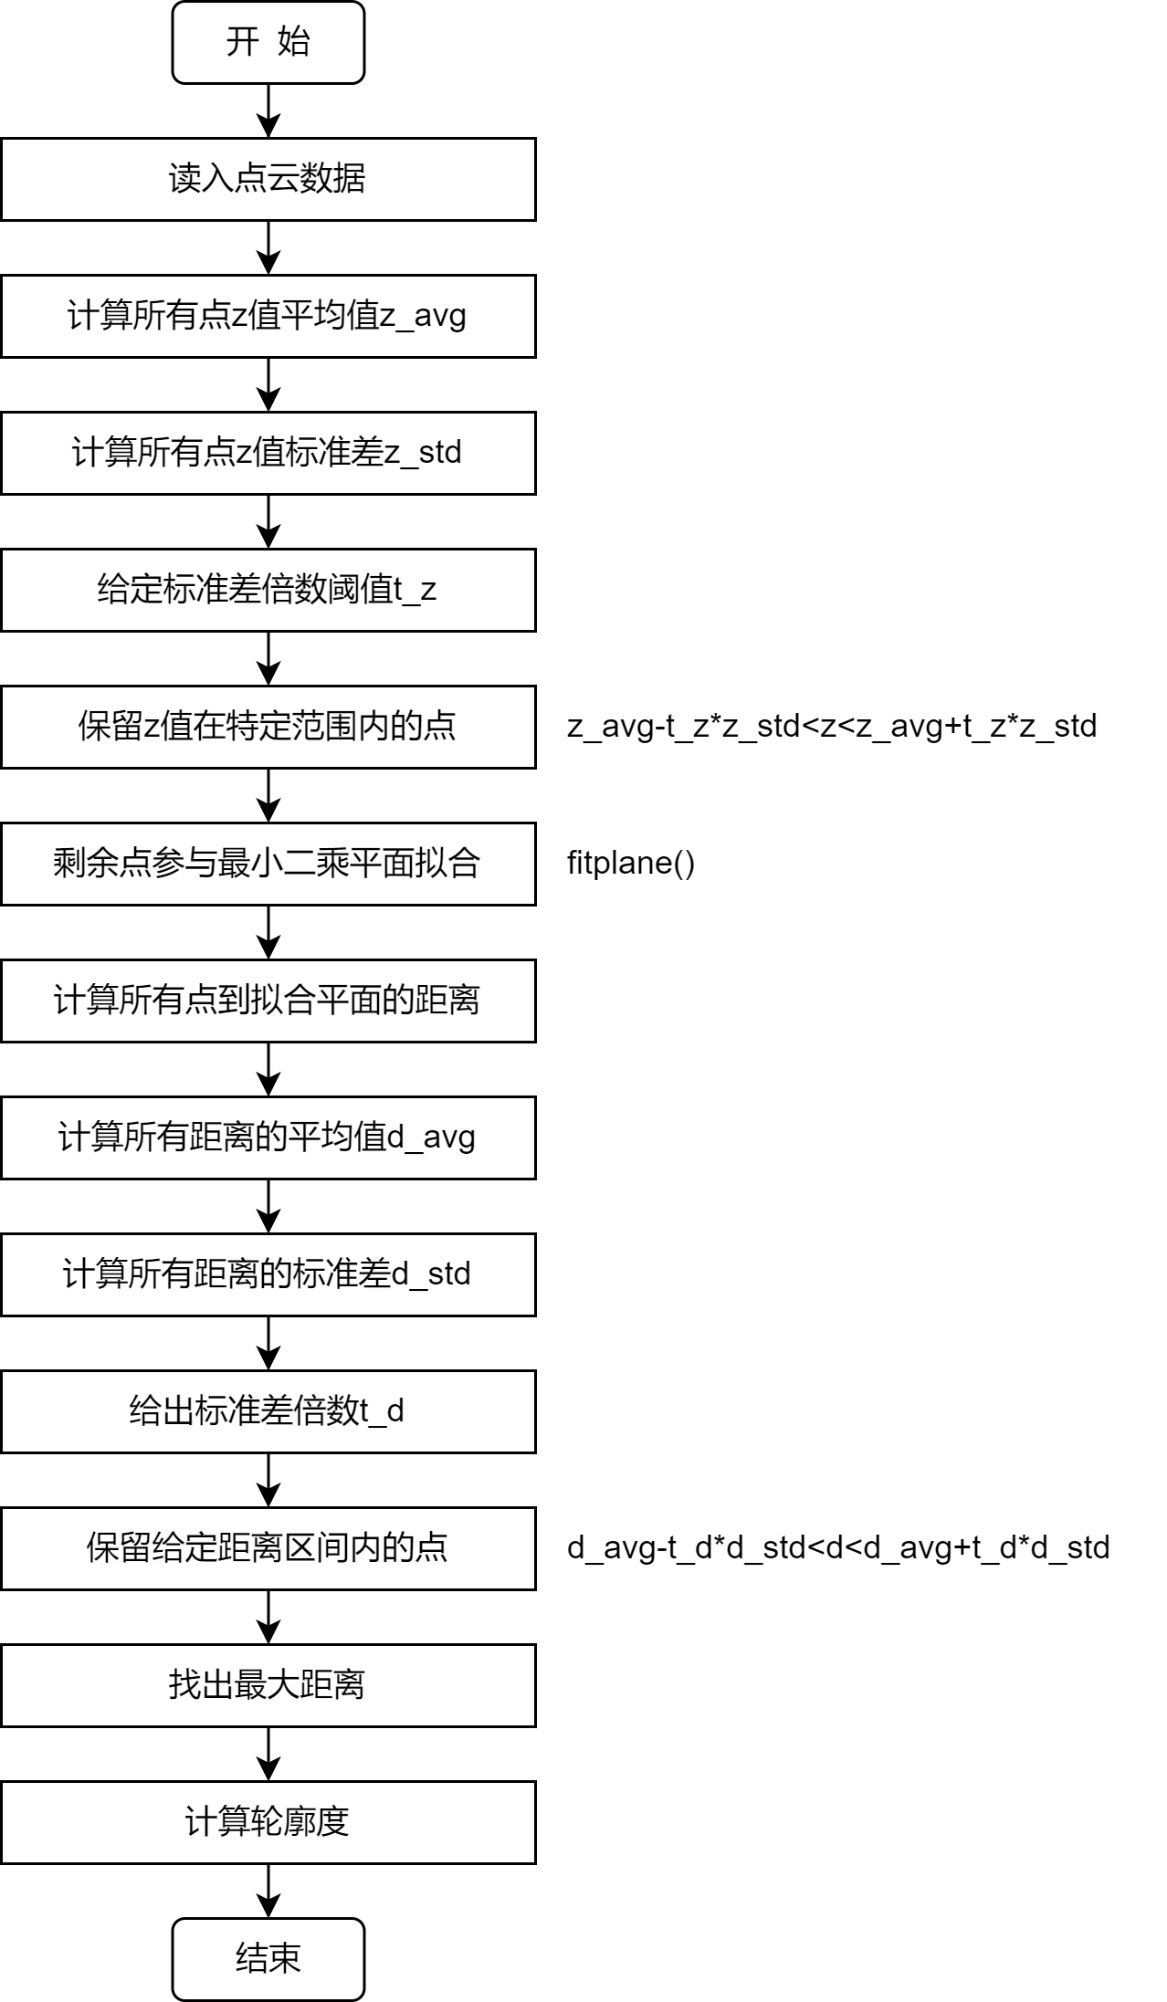 开 始
读入点云数据
计算所有点z值平均值z_avg
计算所有点z值标准差z_std
给定标准差倍数阈值t_z
保留z值在特定范围内的点
z_avg-t_z*z_std<z<z_avg+t_z*z_std
剩余点参与最小二乘平面拟合
fitplane()
计算所有点到拟合平面的距离
计算所有距离的平均值d_avg
计算所有距离的标准差d_std
给出标准差倍数t_d
保留给定距离区间内的点
d_avg-t_d*d_std<d<d_avg+t_d*d_std
找出最大距离
计算轮廓度
结束